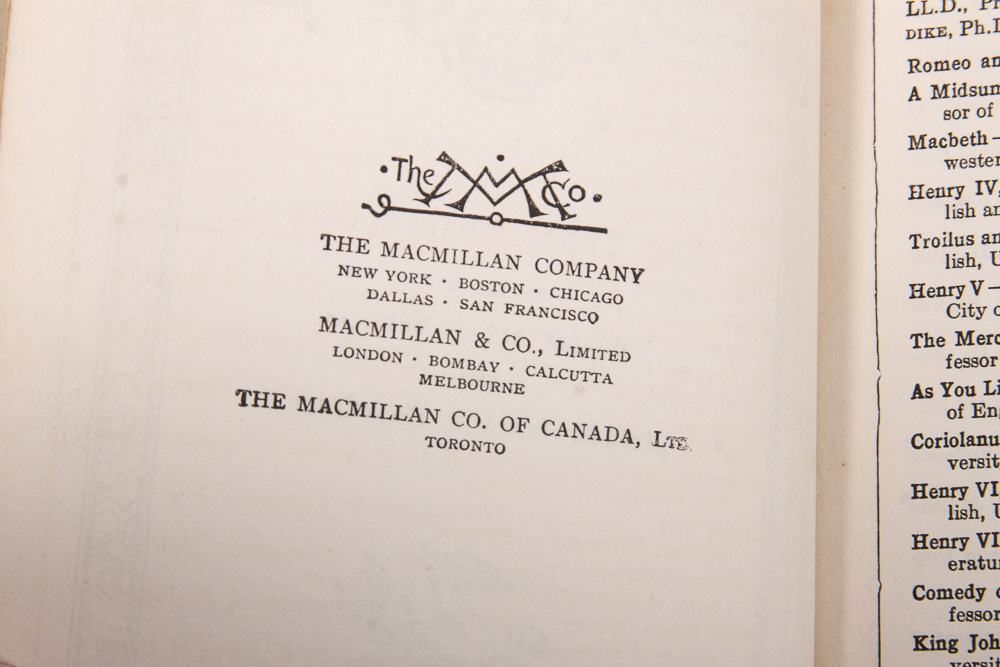 ·The M Co·
THE MACMILLAN COMPANY
NEW YORK · BOSTON · CHICAGO
DALLAS · SAN FRANCISCO
MACMILLAN & CO., LIMITED
LONDON · BOMBAY · CALCUTTA
MELBOURNE
THE MACMILLAN CO. OF CANADA, LTD.
TORONTO
LL.D., Pr
DIKE, Ph.D
Romeo an
A Midsum
sor of
Macbeth—
wester
Henry IV,
lish an
Troilus an
lish, U
Henry V—
City o
The Merc
fessor
As You Li
of Eng
Coriolanu
versit
Henry VI
lish, U
Henry VI
eratu
Comedy o
fessor
King Joh
versit